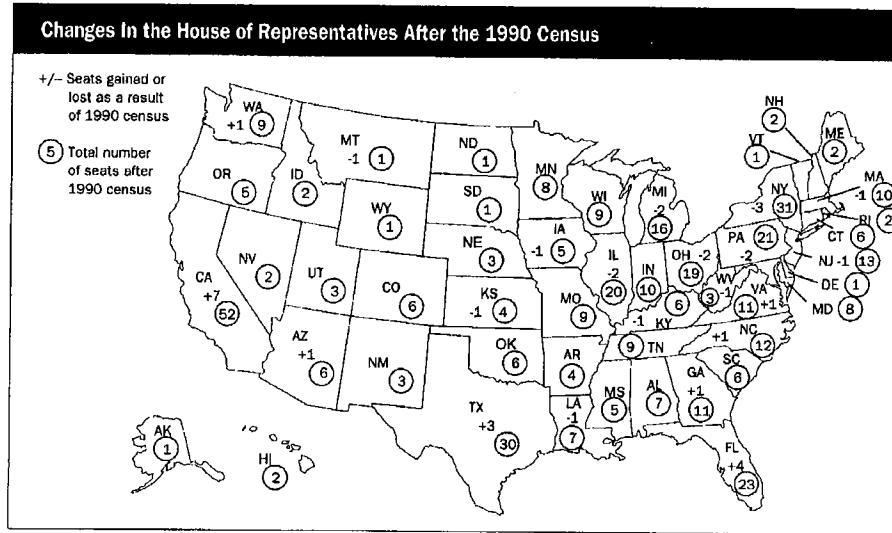 Changes In the House of Representatives After the 1990 Census
+/– Seats gained or
lost as a result
of 1990 census
5 Total number
of seats after
1990 census
WA
+1 9
OR
5
ID
2
MT
-1 1
WY
1
ND
1
SD
1
NE
3
KS
-1 4
OK
6
TX
+3
30
CA
+7
52
NV
2
UT
3
CO
6
AZ
+1
6
NM
3
AK
1
HI
2
MN
8
IA
-1 5
MO
9
AR
4
LA
-1
7
WI
9
IL
-2
20
MI
-2
16
IN
10
OH -2
19
KY
-1 6
TN
9
MS
5
AL
7
GA
+1
11
FL
+4
23
SC
6
NC
+1 12
VA
11 +1
WV
-1
3
PA 21
-2
NY
-3 31
VT
1
NH
2
ME
2
MA
-1 10
RI
2
CT 6
NJ -1 13
DE 1
MD 8